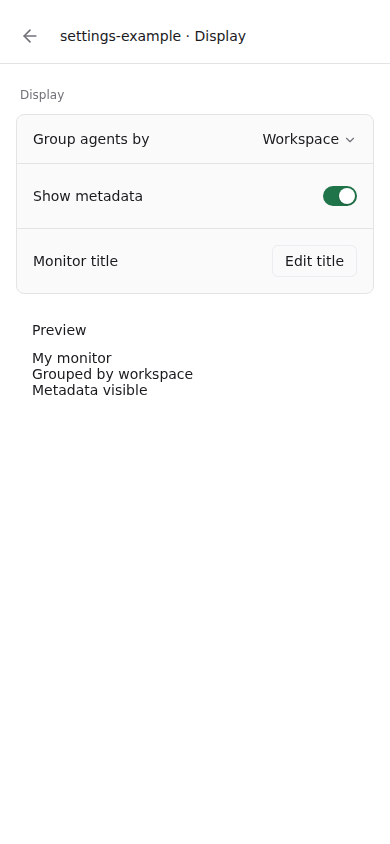 settings-example · Display
Display
Group agents by Workspace
Show metadata
Monitor title Edit title
Preview
My monitor
Grouped by workspace
Metadata visible